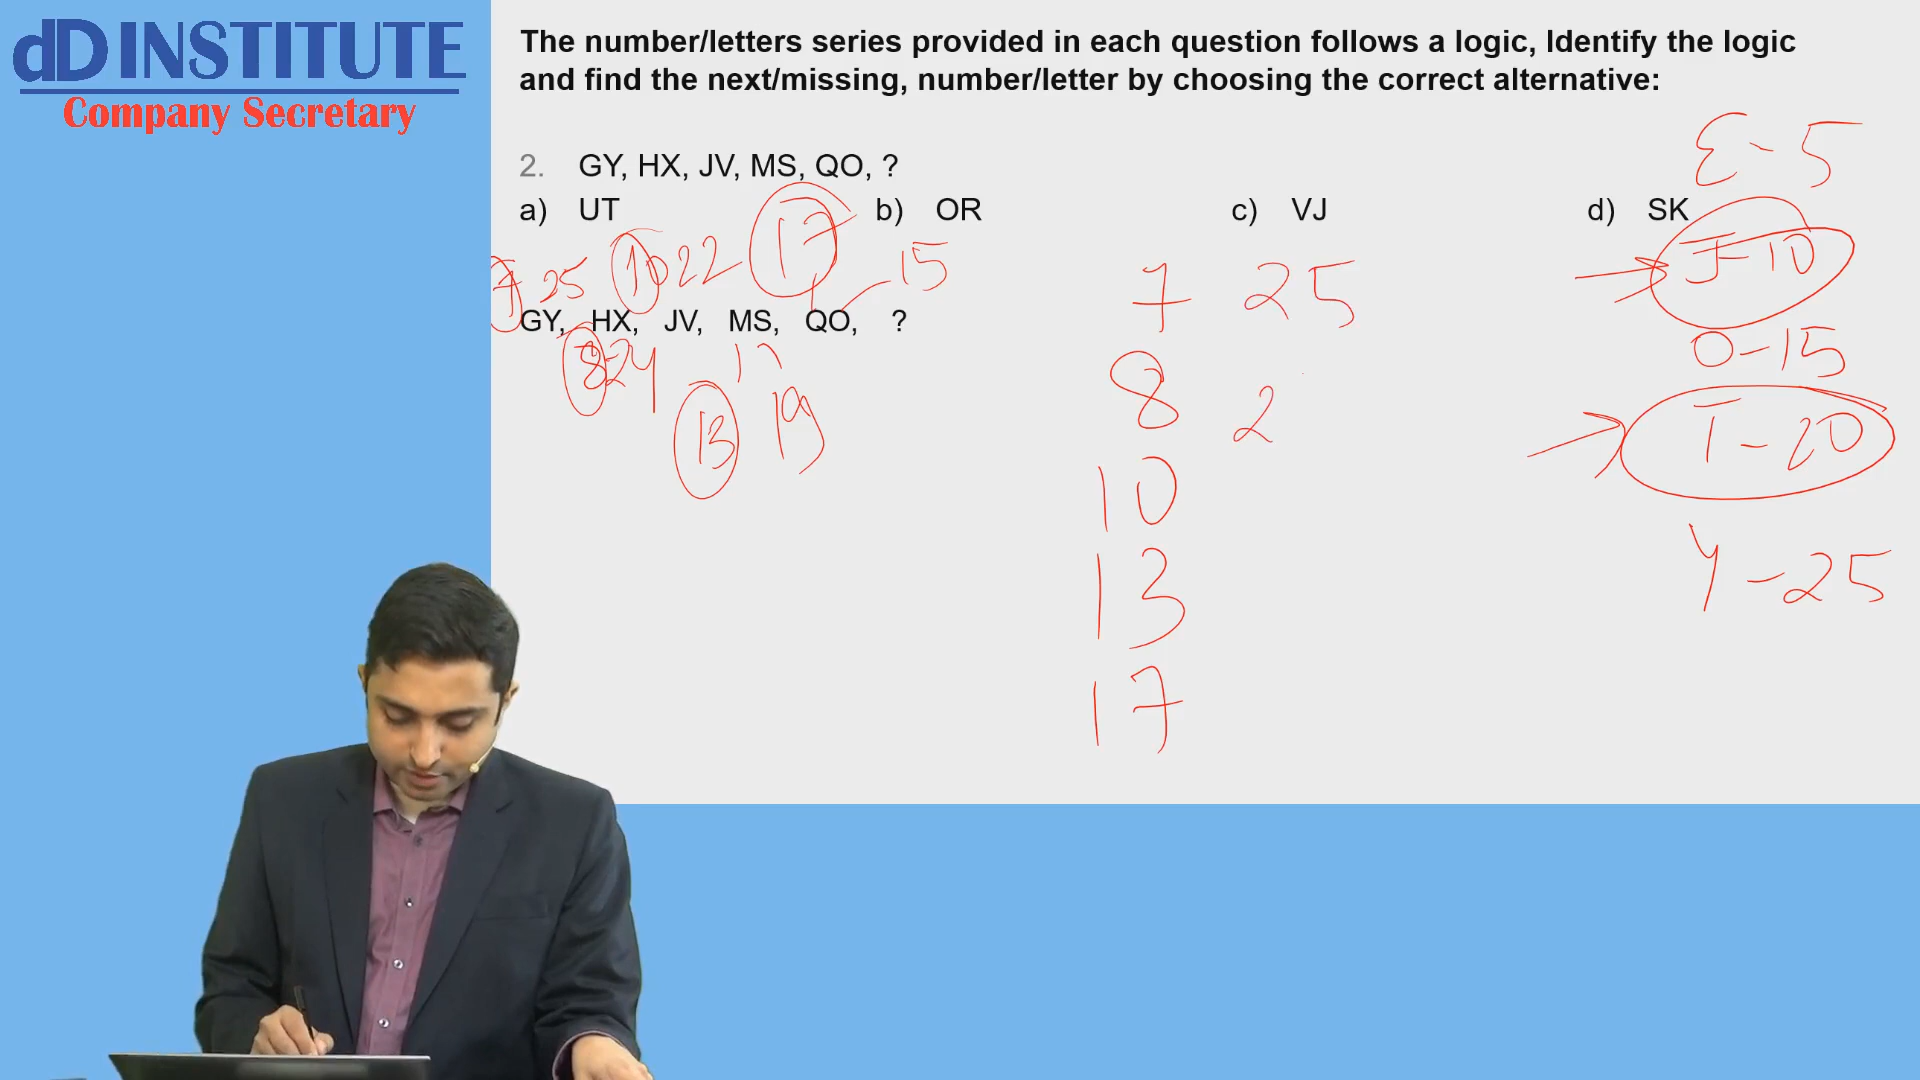 dD INSTITUTE
Company Secretary
The number/letters series provided in each question follows a logic, Identify the logic
and find the next/missing, number/letter by choosing the correct alternative:
2. GY, HX, JV, MS, QO, ?
a) UT b) OR c) VJ d) SK
E-5
J-10
O-15
T-20
Y-25
7 25 10 22 17 15
GY, HX, JV, MS, QO, ?
8 24 13 19
7 25
8 2
10
13
17